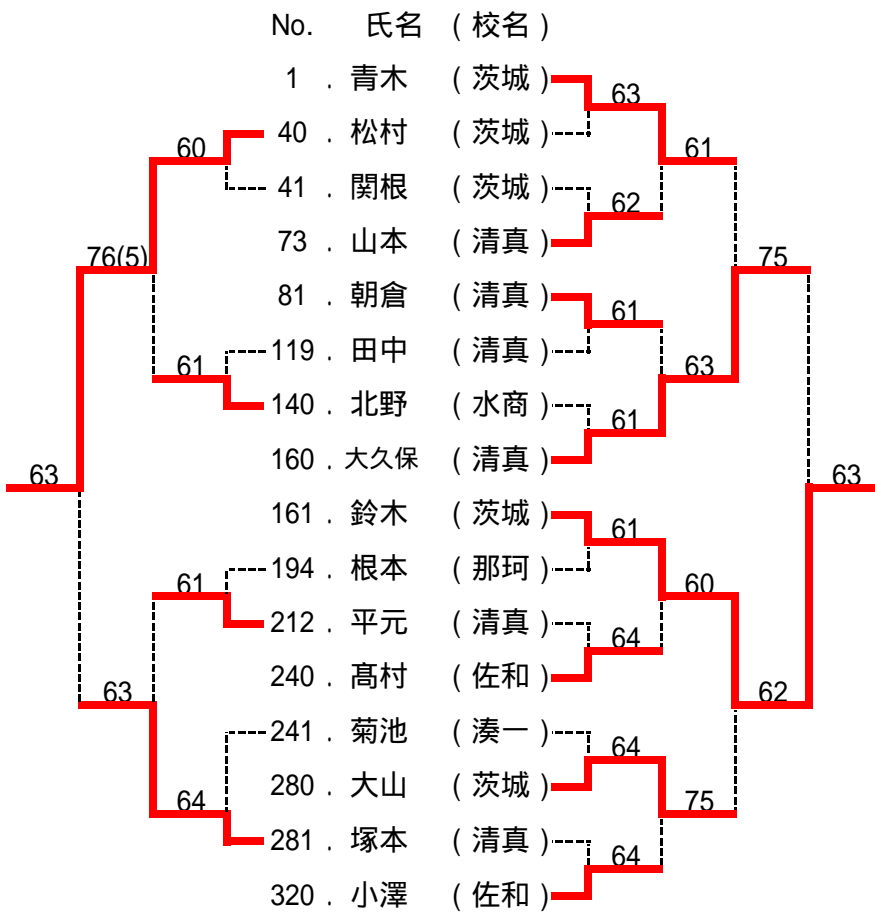 No. 氏名 (校名)
1 . 青木 (茨城) 63
60 40 . 松村 (茨城) 61
41 . 関根 (茨城) 62
73 . 山本 (清真)
76(5) 75
81 . 朝倉 (清真) 61
119 . 田中 (清真)
61 63
140 . 北野 (水商) 61
160 . 大久保 (清真)
63 63
161 . 鈴木 (茨城) 61
194 . 根本 (那珂)
61 60
212 . 平元 (清真) 64
240 . 髙村 (佐和)
63 62
241 . 菊池 (湊一) 64
280 . 大山 (茨城)
64 75
281 . 塚本 (清真) 64
320 . 小澤 (佐和)